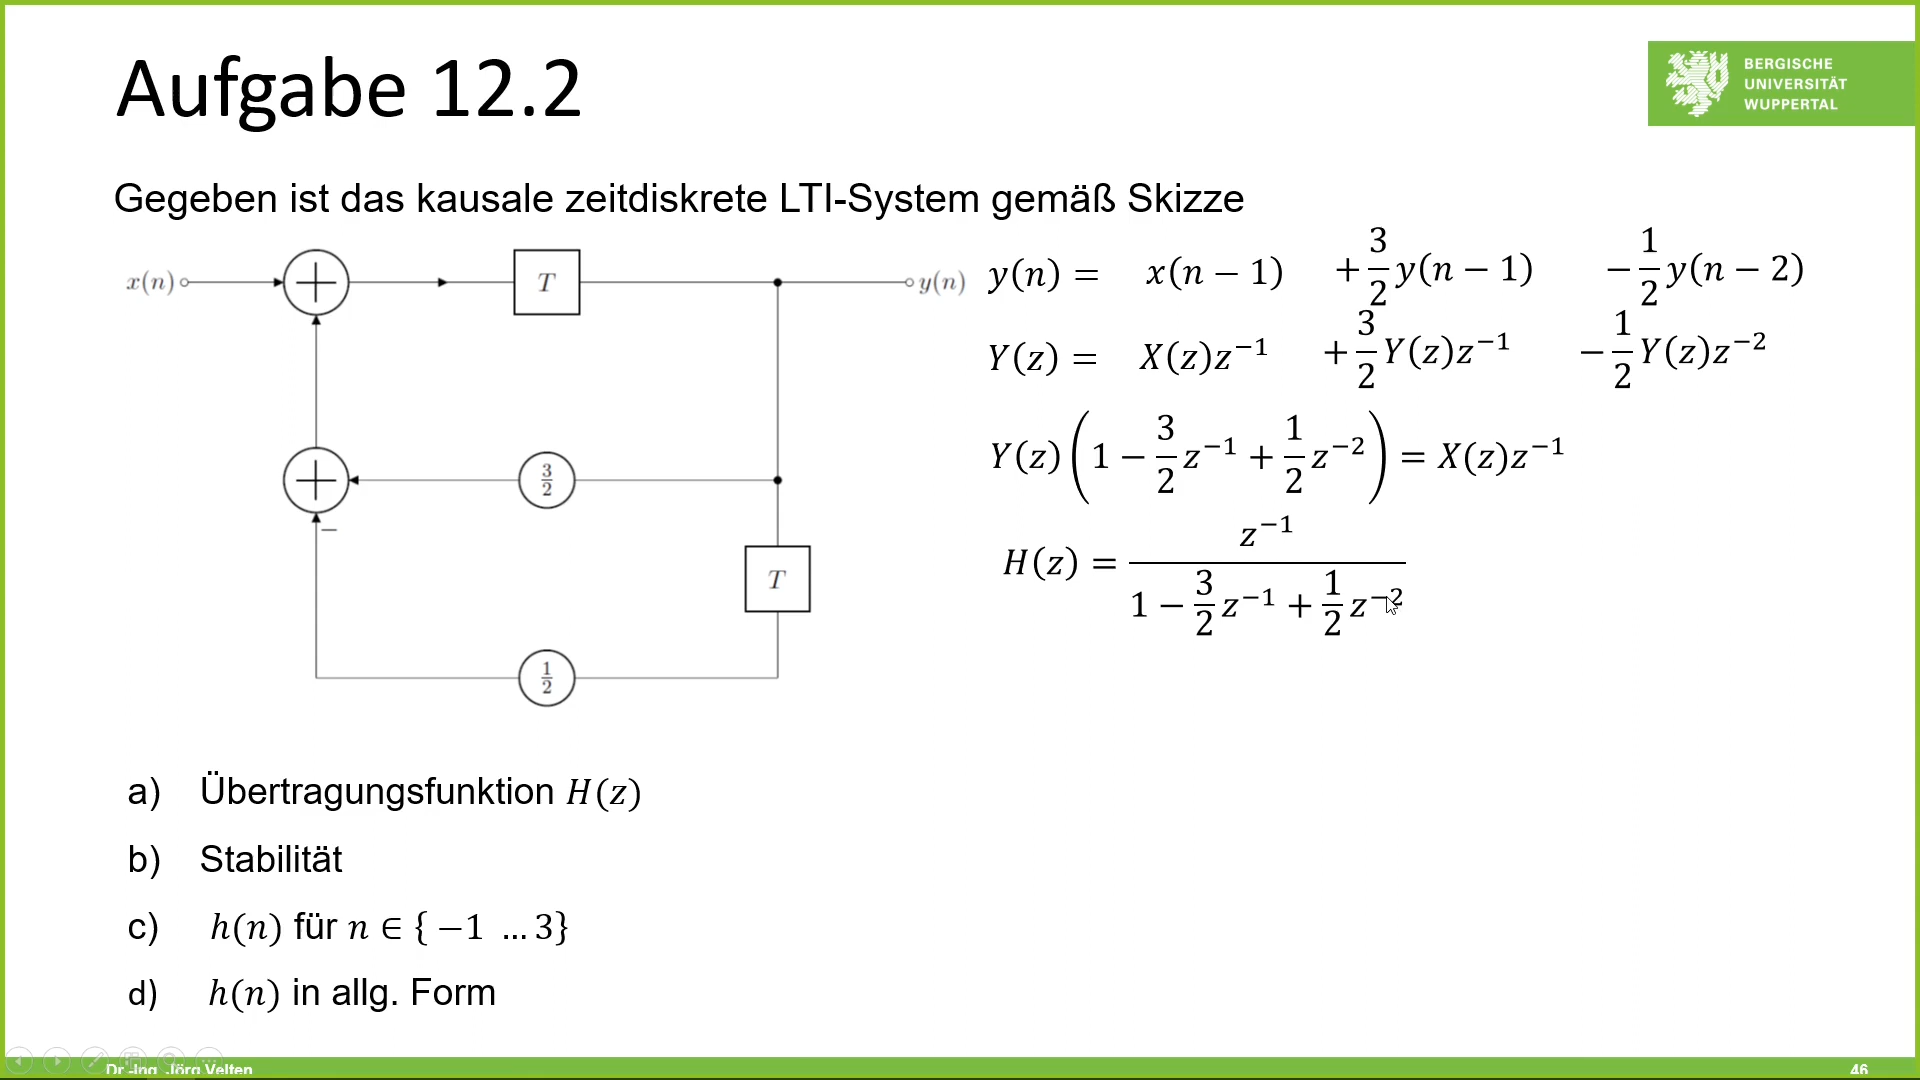 Aufgabe 12.2
BERGISCHE
UNIVERSITÄT
WUPPERTAL
Gegeben ist das kausale zeitdiskrete LTI-System gemäß Skizze
x(n) T y(n)
3/2
−
T
1/2
y(n) = x(n − 1) + 3/2 y(n − 1) − 1/2 y(n − 2)
Y(z) = X(z)z⁻¹ + 3/2 Y(z)z⁻¹ − 1/2 Y(z)z⁻²
Y(z)(1 − 3/2 z⁻¹ + 1/2 z⁻²) = X(z)z⁻¹
H(z) = z⁻¹ / (1 − 3/2 z⁻¹ + 1/2 z⁻²)
a) Übertragungsfunktion H(z)
b) Stabilität
c) h(n) für n ∈ { −1 … 3}
d) h(n) in allg. Form
Dr.-Ing. Jörg Velten
46